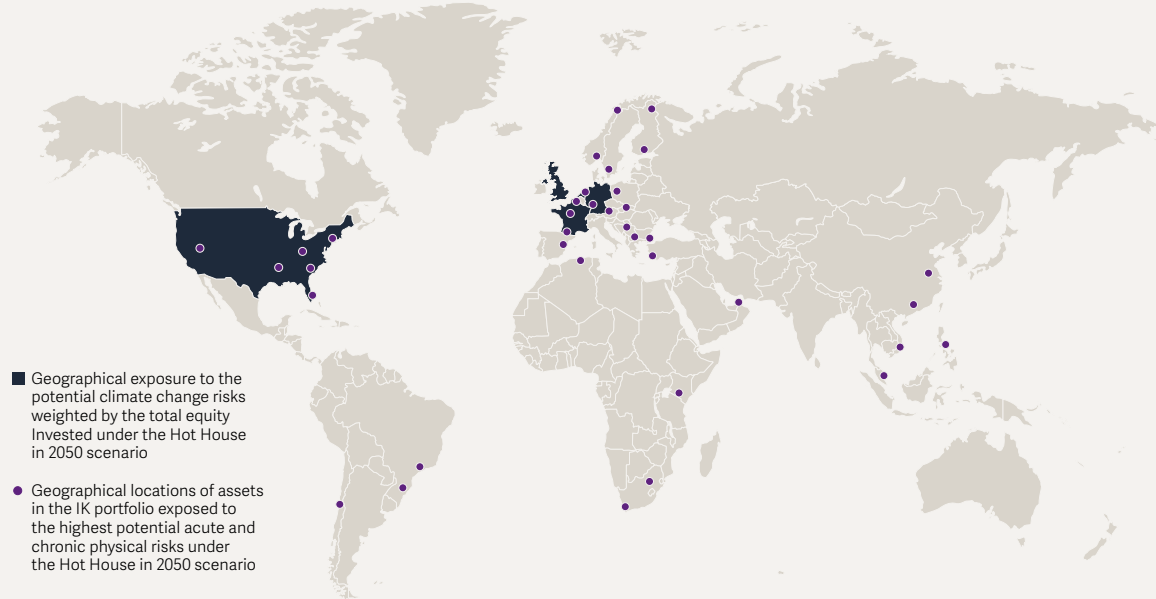 Geographical exposure to the
potential climate change risks
weighted by the total equity
Invested under the Hot House
in 2050 scenario
Geographical locations of assets
in the IK portfolio exposed to
the highest potential acute and
chronic physical risks under
the Hot House in 2050 scenario